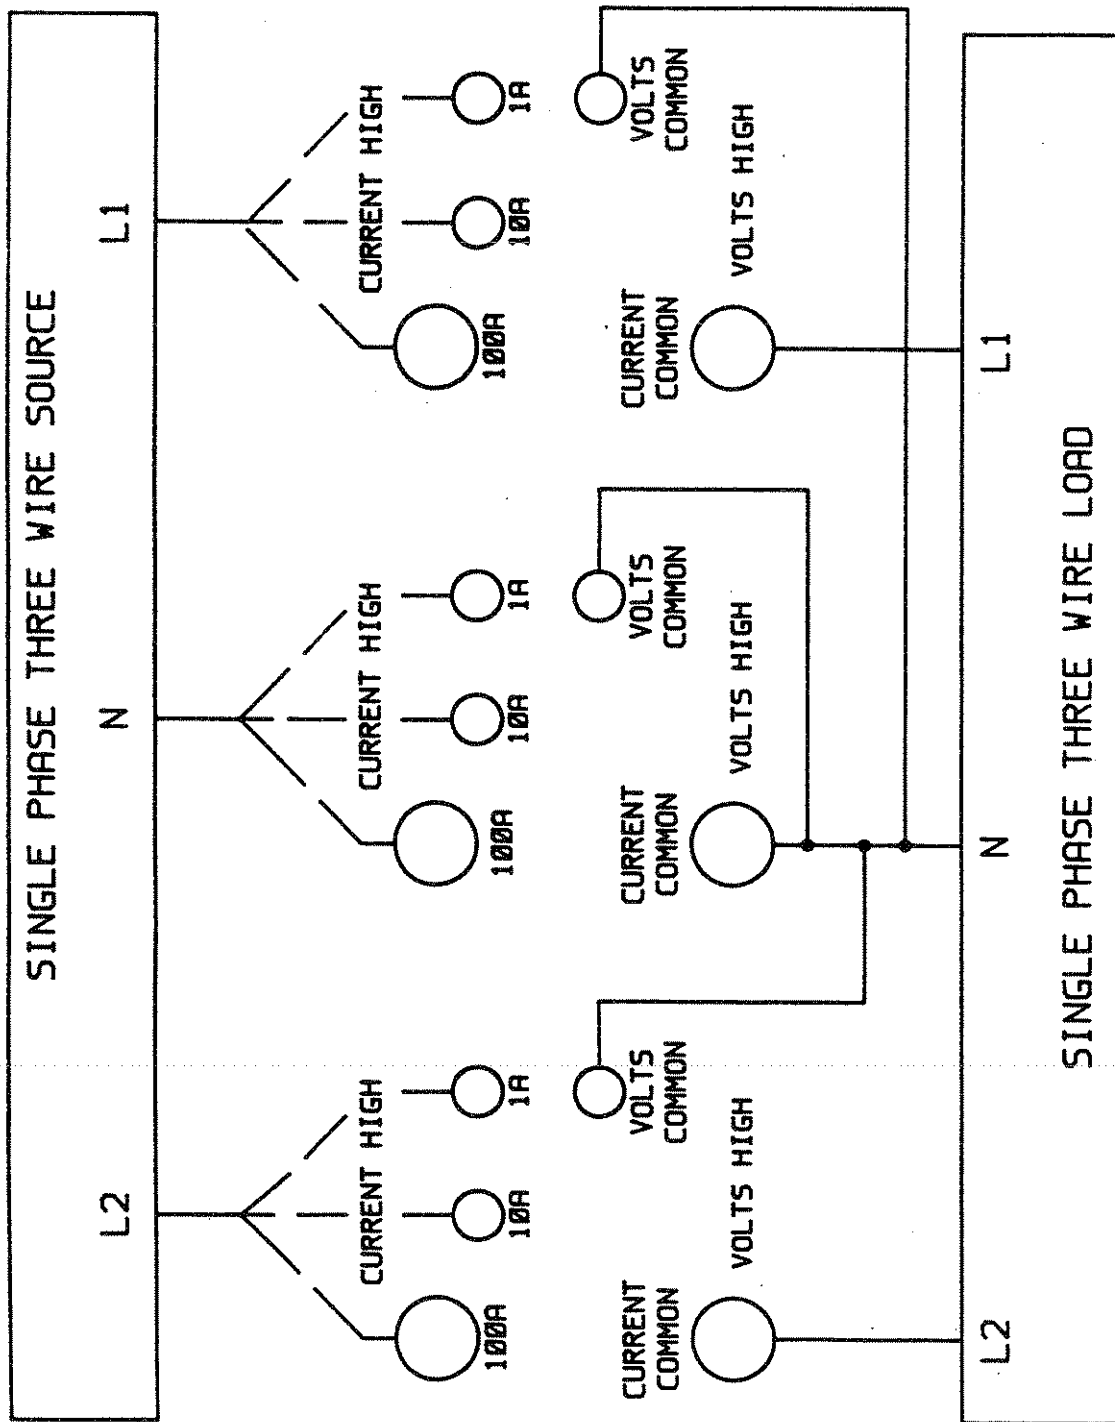 SINGLE PHASE THREE WIRE SOURCE
L2
N
L1
CURRENT HIGH
100A
10A
1A
CURRENT HIGH
100A
10A
1A
CURRENT HIGH
100A
10A
1A
CURRENT
COMMON
VOLTS
COMMON
VOLTS HIGH
CURRENT
COMMON
VOLTS
COMMON
VOLTS HIGH
CURRENT
COMMON
VOLTS
COMMON
VOLTS HIGH
L2
N
L1
SINGLE PHASE THREE WIRE LOAD